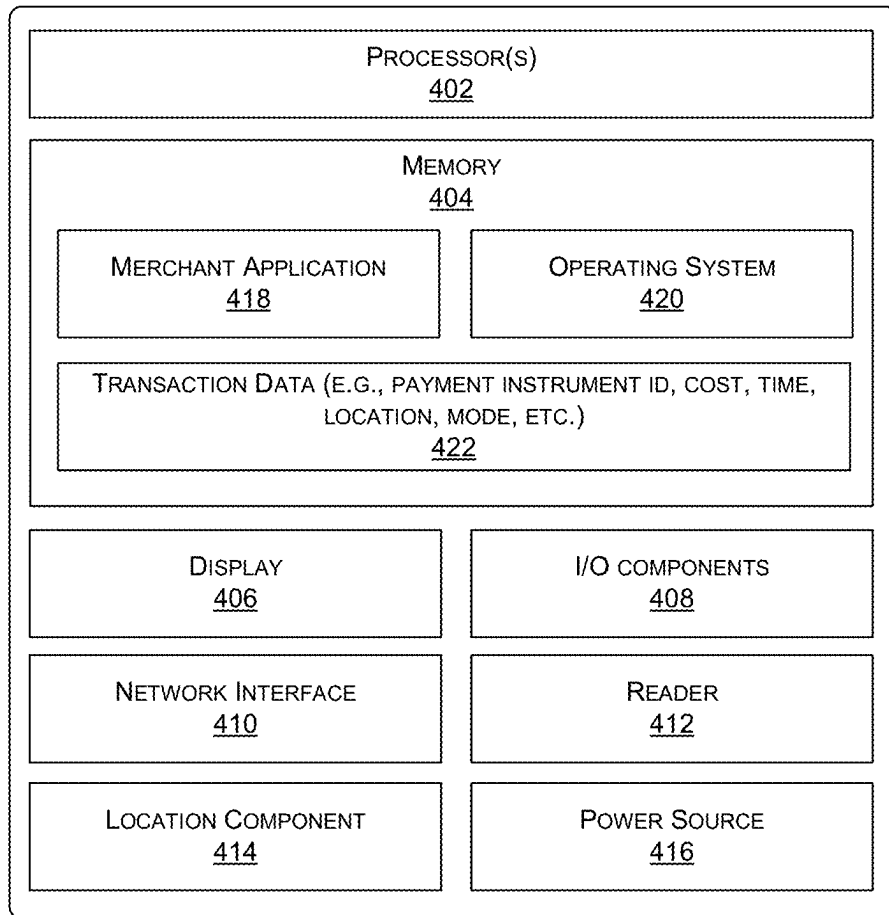 PROCESSOR(S)
402
MEMORY
404
MERCHANT APPLICATION
418
OPERATING SYSTEM
420
TRANSACTION DATA (E.G., PAYMENT INSTRUMENT ID, COST, TIME,
LOCATION, MODE, ETC.)
422
DISPLAY
406
I/O COMPONENTS
408
NETWORK INTERFACE
410
READER
412
LOCATION COMPONENT
414
POWER SOURCE
416